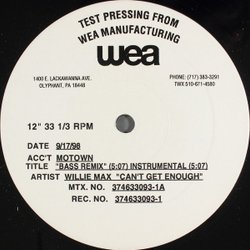 TEST PRESSING FROM
WEA MANUFACTURING
wea
1400 E. LACKAWANNA AVE.
OLYPHANT, PA 18448
PHONE: (717) 383-3291
TWX 510-671-4580
12" 33 1/3 RPM
DATE 9/17/98
ACC'T MOTOWN
TITLE "BASS REMIX" (5:07) INSTRUMENTAL (5:07)
ARTIST WILLIE MAX "CAN'T GET ENOUGH"
MTX. NO. 374633093-1A
REC. NO. 374633093-1